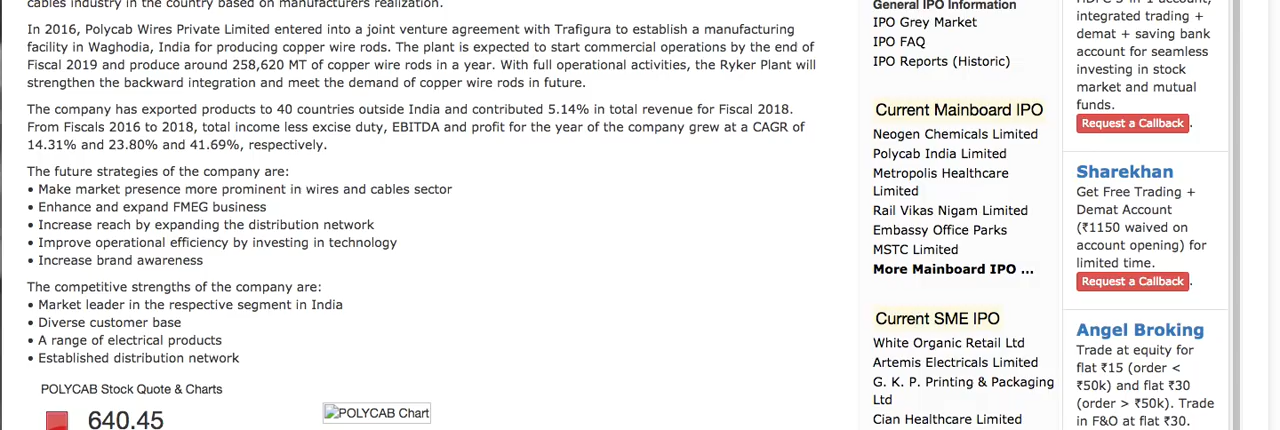 cables industry in the country based on manufacturers realization.
In 2016, Polycab Wires Private Limited entered into a joint venture agreement with Trafigura to establish a manufacturing
facility in Waghodia, India for producing copper wire rods. The plant is expected to start commercial operations by the end of
Fiscal 2019 and produce around 258,620 MT of copper wire rods in a year. With full operational activities, the Ryker Plant will
strengthen the backward integration and meet the demand of copper wire rods in future.
The company has exported products to 40 countries outside India and contributed 5.14% in total revenue for Fiscal 2018.
From Fiscals 2016 to 2018, total income less excise duty, EBITDA and profit for the year of the company grew at a CAGR of
14.31% and 23.80% and 41.69%, respectively.
The future strategies of the company are:
• Make market presence more prominent in wires and cables sector
• Enhance and expand FMEG business
• Increase reach by expanding the distribution network
• Improve operational efficiency by investing in technology
• Increase brand awareness
The competitive strengths of the company are:
• Market leader in the respective segment in India
• Diverse customer base
• A range of electrical products
• Established distribution network
POLYCAB Stock Quote & Charts
640.45
POLYCAB Chart
General IPO Information
IPO Grey Market
IPO FAQ
IPO Reports (Historic)
Current Mainboard IPO
Neogen Chemicals Limited
Polycab India Limited
Metropolis Healthcare
Limited
Rail Vikas Nigam Limited
Embassy Office Parks
MSTC Limited
More Mainboard IPO ...
Current SME IPO
White Organic Retail Ltd
Artemis Electricals Limited
G. K. P. Printing & Packaging
Ltd
Cian Healthcare Limited
HDFC 3-in-1 account,
integrated trading +
demat + saving bank
account for seamless
investing in stock
market and mutual
funds.
Request a Callback.
Sharekhan
Get Free Trading +
Demat Account
(₹1150 waived on
account opening) for
limited time.
Request a Callback.
Angel Broking
Trade at equity for
flat ₹15 (order <
₹50k) and flat ₹30
(order > ₹50k). Trade
in F&O at flat ₹30.